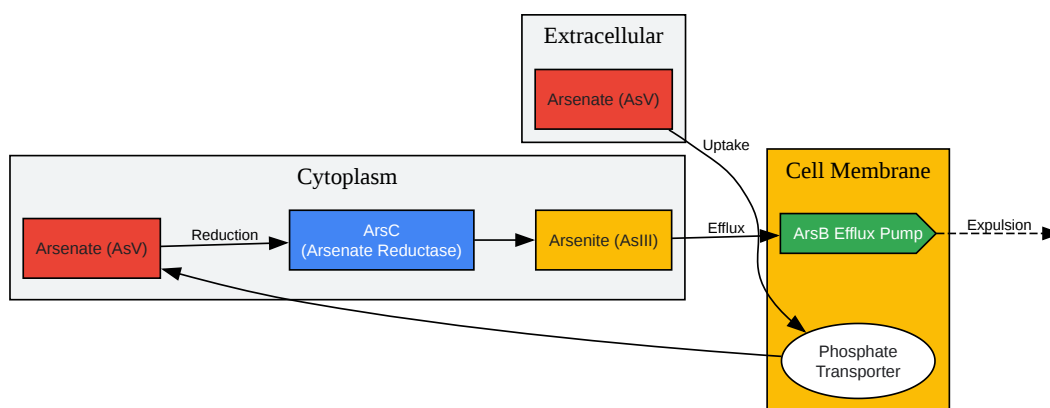 Extracellular
Arsenate (AsV)
Uptake
Cytoplasm
Arsenate (AsV)
Reduction
ArsC
(Arsenate Reductase)
Arsenite (AsIII)
Efflux
Cell Membrane
ArsB Efflux Pump
Expulsion
Phosphate
Transporter